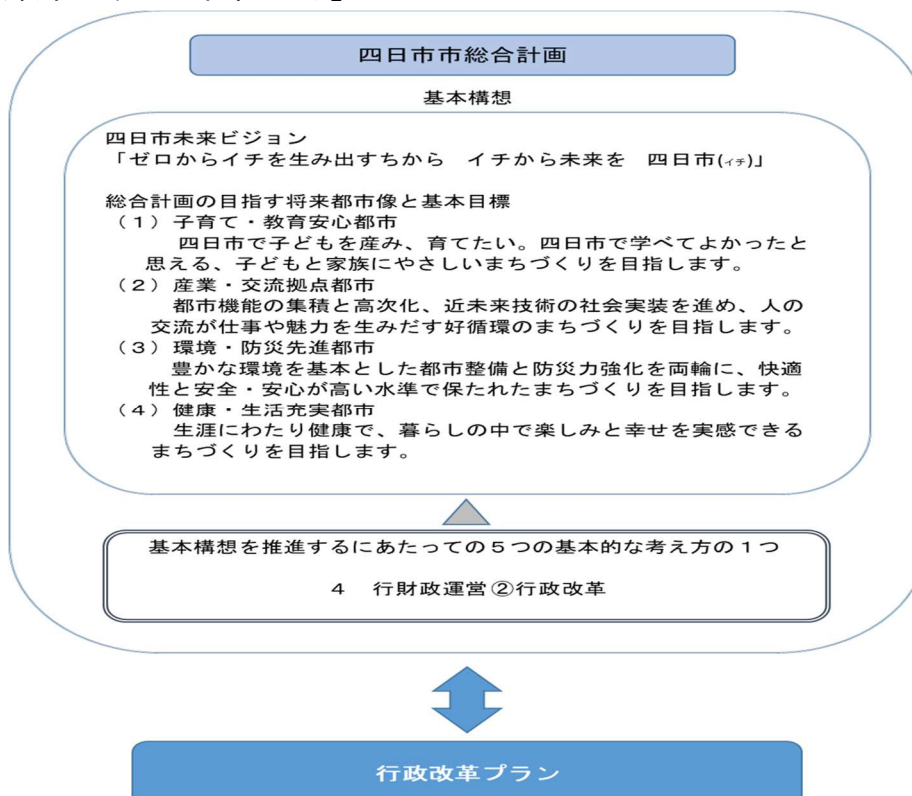 四日市市総合計画
基本構想
四日市未来ビジョン
「ゼロからイチを生み出すちから　イチから未来を　四日市(イチ)」
総合計画の目指す将来都市像と基本目標
（１）子育て・教育安心都市
四日市で子どもを産み、育てたい。四日市で学べてよかったと
思える、子どもと家族にやさしいまちづくりを目指します。
（２）産業・交流拠点都市
都市機能の集積と高次化、近未来技術の社会実装を進め、人の
交流が仕事や魅力を生みだす好循環のまちづくりを目指します。
（３）環境・防災先進都市
豊かな環境を基本とした都市整備と防災力強化を両輪に、快適
性と安全・安心が高い水準で保たれたまちづくりを目指します。
（４）健康・生活充実都市
生涯にわたり健康で、暮らしの中で楽しみと幸せを実感できる
まちづくりを目指します。
基本構想を推進するにあたっての５つの基本的な考え方の１つ
４　行財政運営②行政改革
行政改革プラン